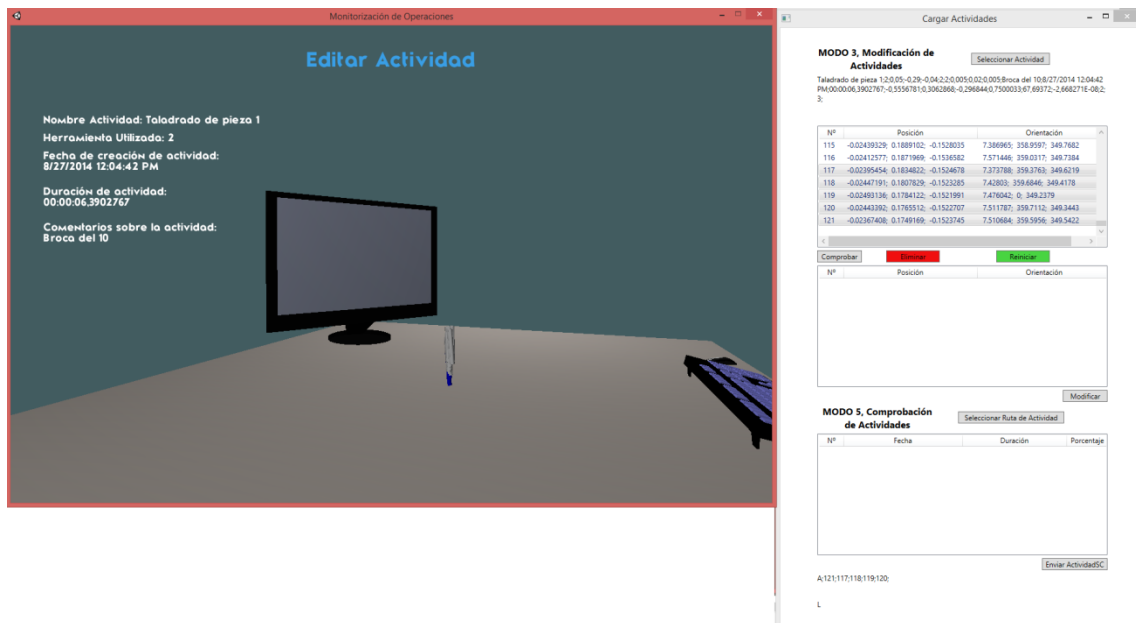 Monitorización de Operaciones
Editar Actividad
Nombre Actividad: Taladrado de pieza 1
Herramienta Utilizada: 2
Fecha de creación de actividad:
8/27/2014 12:04:42 PM
Duración de actividad:
00:00:06,3902767
Comentarios sobre la actividad:
Broca del 10
Cargar Actividades
MODO 3, Modificación de
Actividades
Seleccionar Actividad
Taladrado de pieza 1;2;0,05;-0,29;-0,04;2;2;0,005;0,02;0,005;Broca del 10;8/27/2014 12:04:42
PM;00:00:06,3902767;-0,5556781;0,3062868;-0,296844;0,7500033;67,69372;-2,668271E-08;2;
3;
Nº Posición Orientación
115 -0.02439329; 0.1889102; -0.1528035 7.386965; 358.9597; 349.7682
116 -0.02412577; 0.1871969; -0.1536582 7.571446; 359.0317; 349.7384
117 -0.02395454; 0.1834822; -0.1524678 7.373788; 359.3763; 349.6219
118 -0.02447191; 0.1807829; -0.1523285 7.42803; 359.6846; 349.4178
119 -0.02493136; 0.1784122; -0.1521991 7.476042; 0; 349.2379
120 -0.02443392; 0.1765512; -0.1522707 7.511787; 359.7112; 349.3443
121 -0.02367408; 0.1749169; -0.1523745 7.510684; 359.5956; 349.5422
Comprobar Eliminar Reiniciar
Nº Posición Orientación
Modificar
MODO 5, Comprobación
de Actividades
Seleccionar Ruta de Actividad
Nº Fecha Duración Porcentaje
Enviar ActividadSC
A;121;117;118;119;120;
L